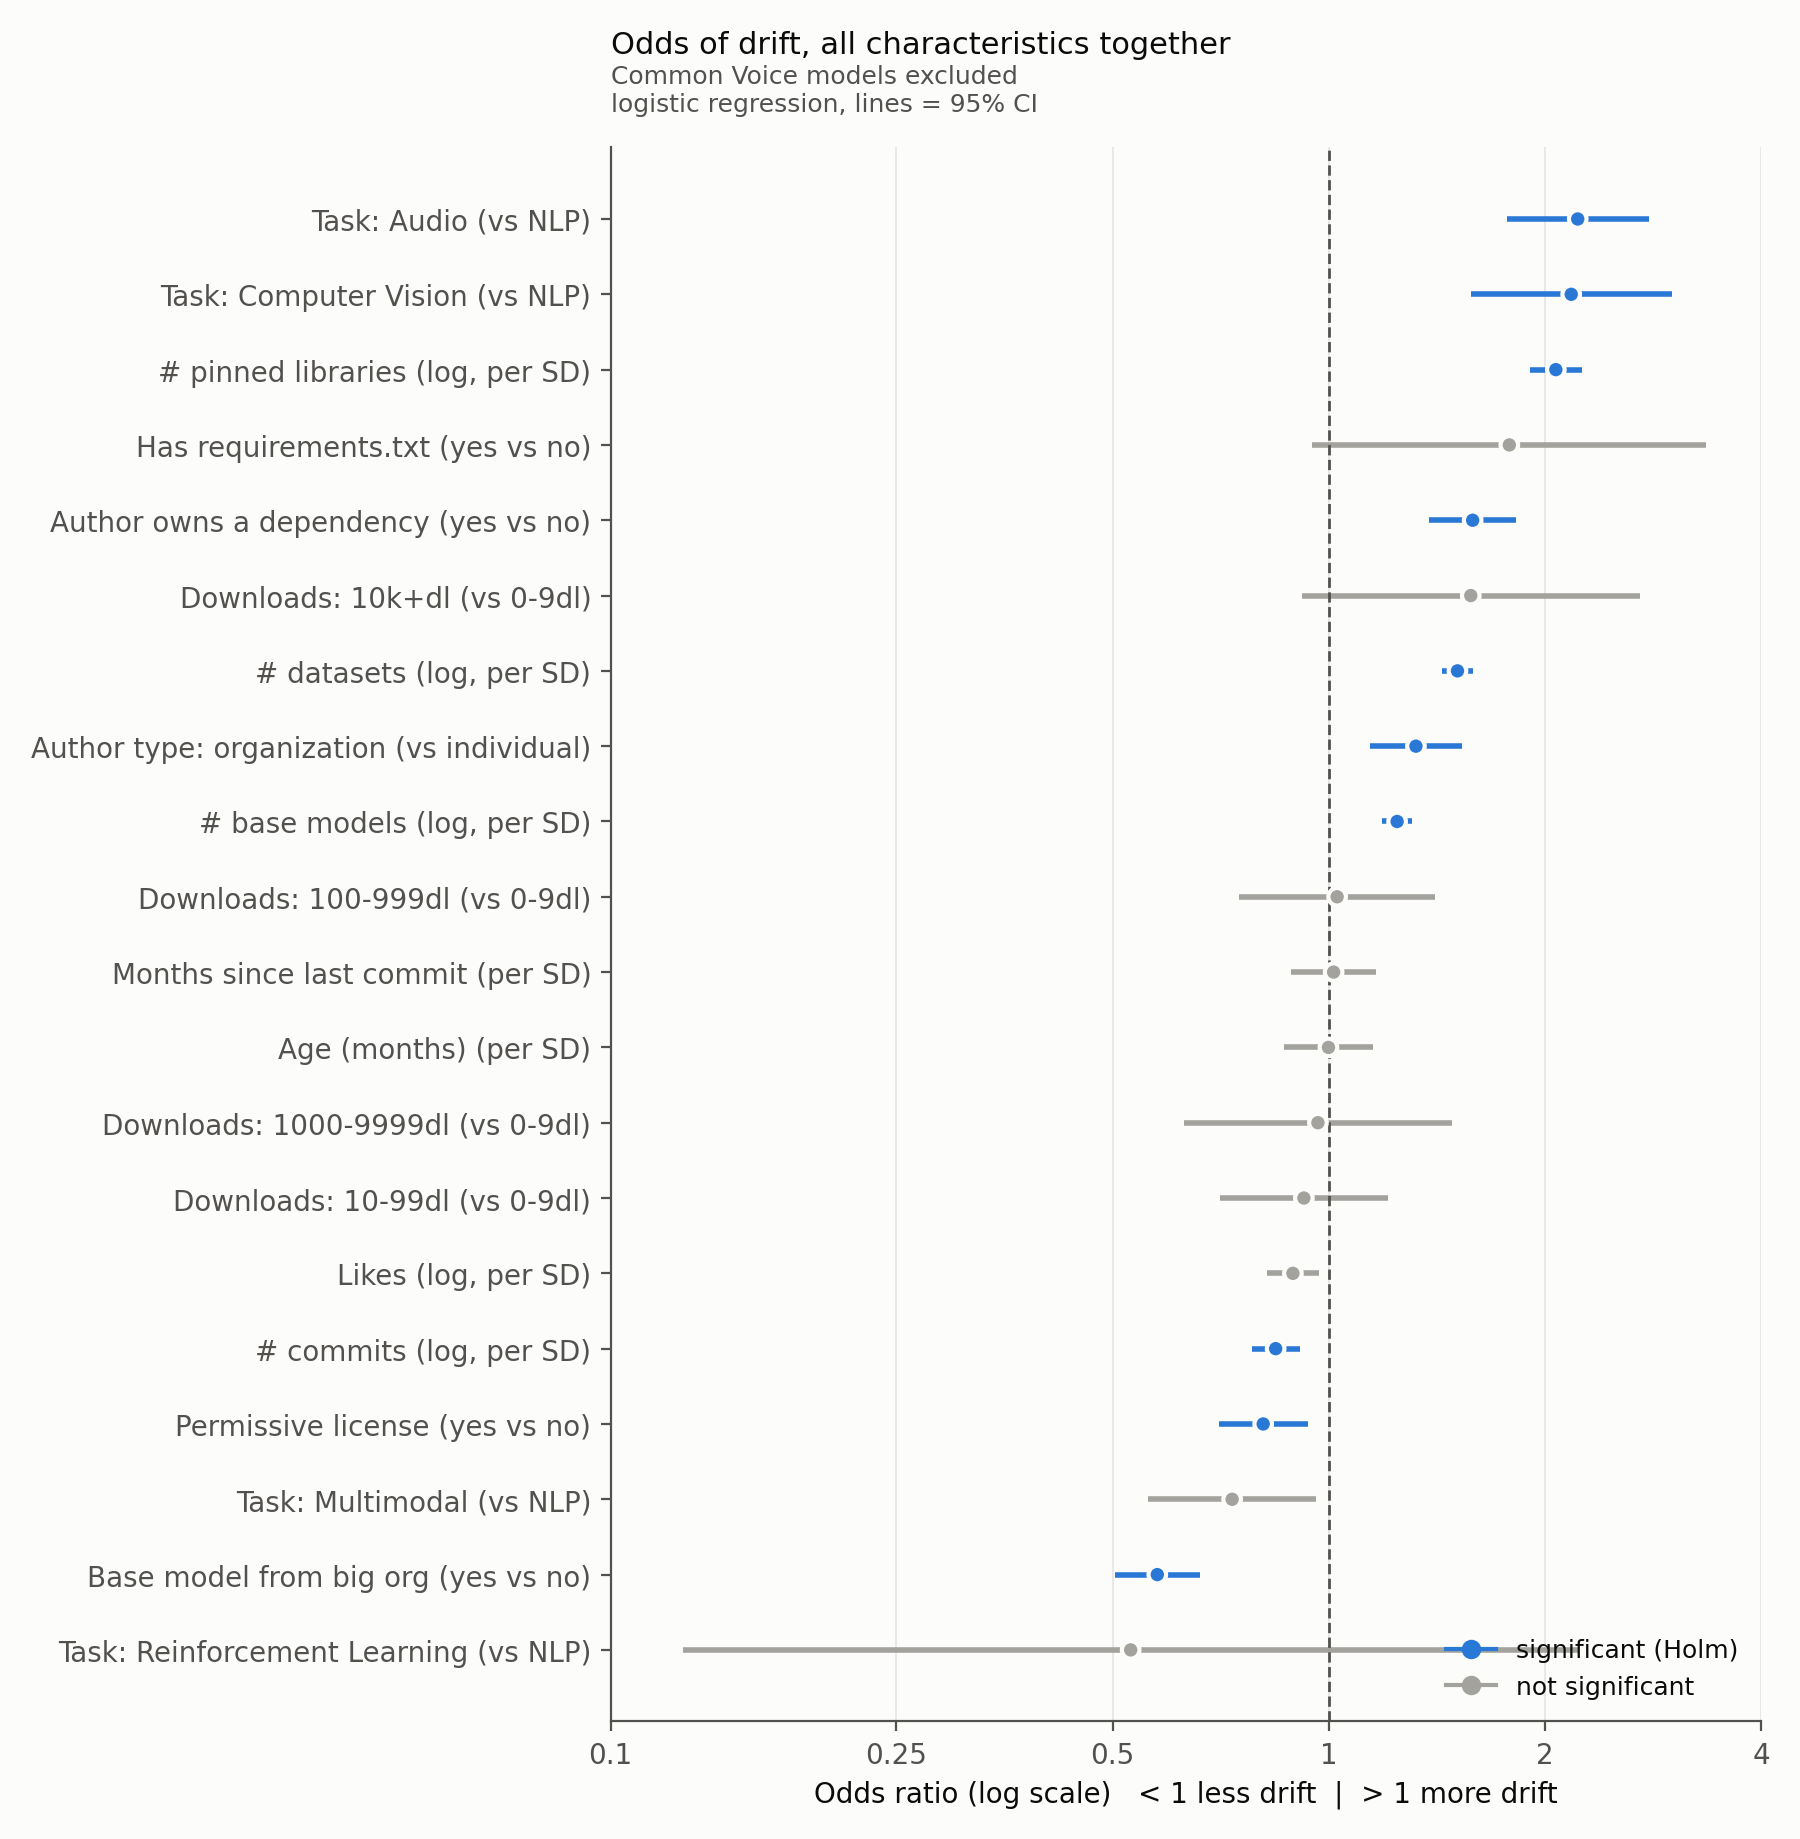 Odds of drift, all characteristics together
Common Voice models excluded
logistic regression, lines = 95% CI
Task: Audio (vs NLP)
Task: Computer Vision (vs NLP)
# pinned libraries (log, per SD)
Has requirements.txt (yes vs no)
Author owns a dependency (yes vs no)
Downloads: 10k+dl (vs 0-9dl)
# datasets (log, per SD)
Author type: organization (vs individual)
# base models (log, per SD)
Downloads: 100-999dl (vs 0-9dl)
Months since last commit (per SD)
Age (months) (per SD)
Downloads: 1000-9999dl (vs 0-9dl)
Downloads: 10-99dl (vs 0-9dl)
Likes (log, per SD)
# commits (log, per SD)
Permissive license (yes vs no)
Task: Multimodal (vs NLP)
Base model from big org (yes vs no)
Task: Reinforcement Learning (vs NLP)
significant (Holm)
not significant
0.1 0.25 0.5 1 2 4
Odds ratio (log scale) < 1 less drift | > 1 more drift